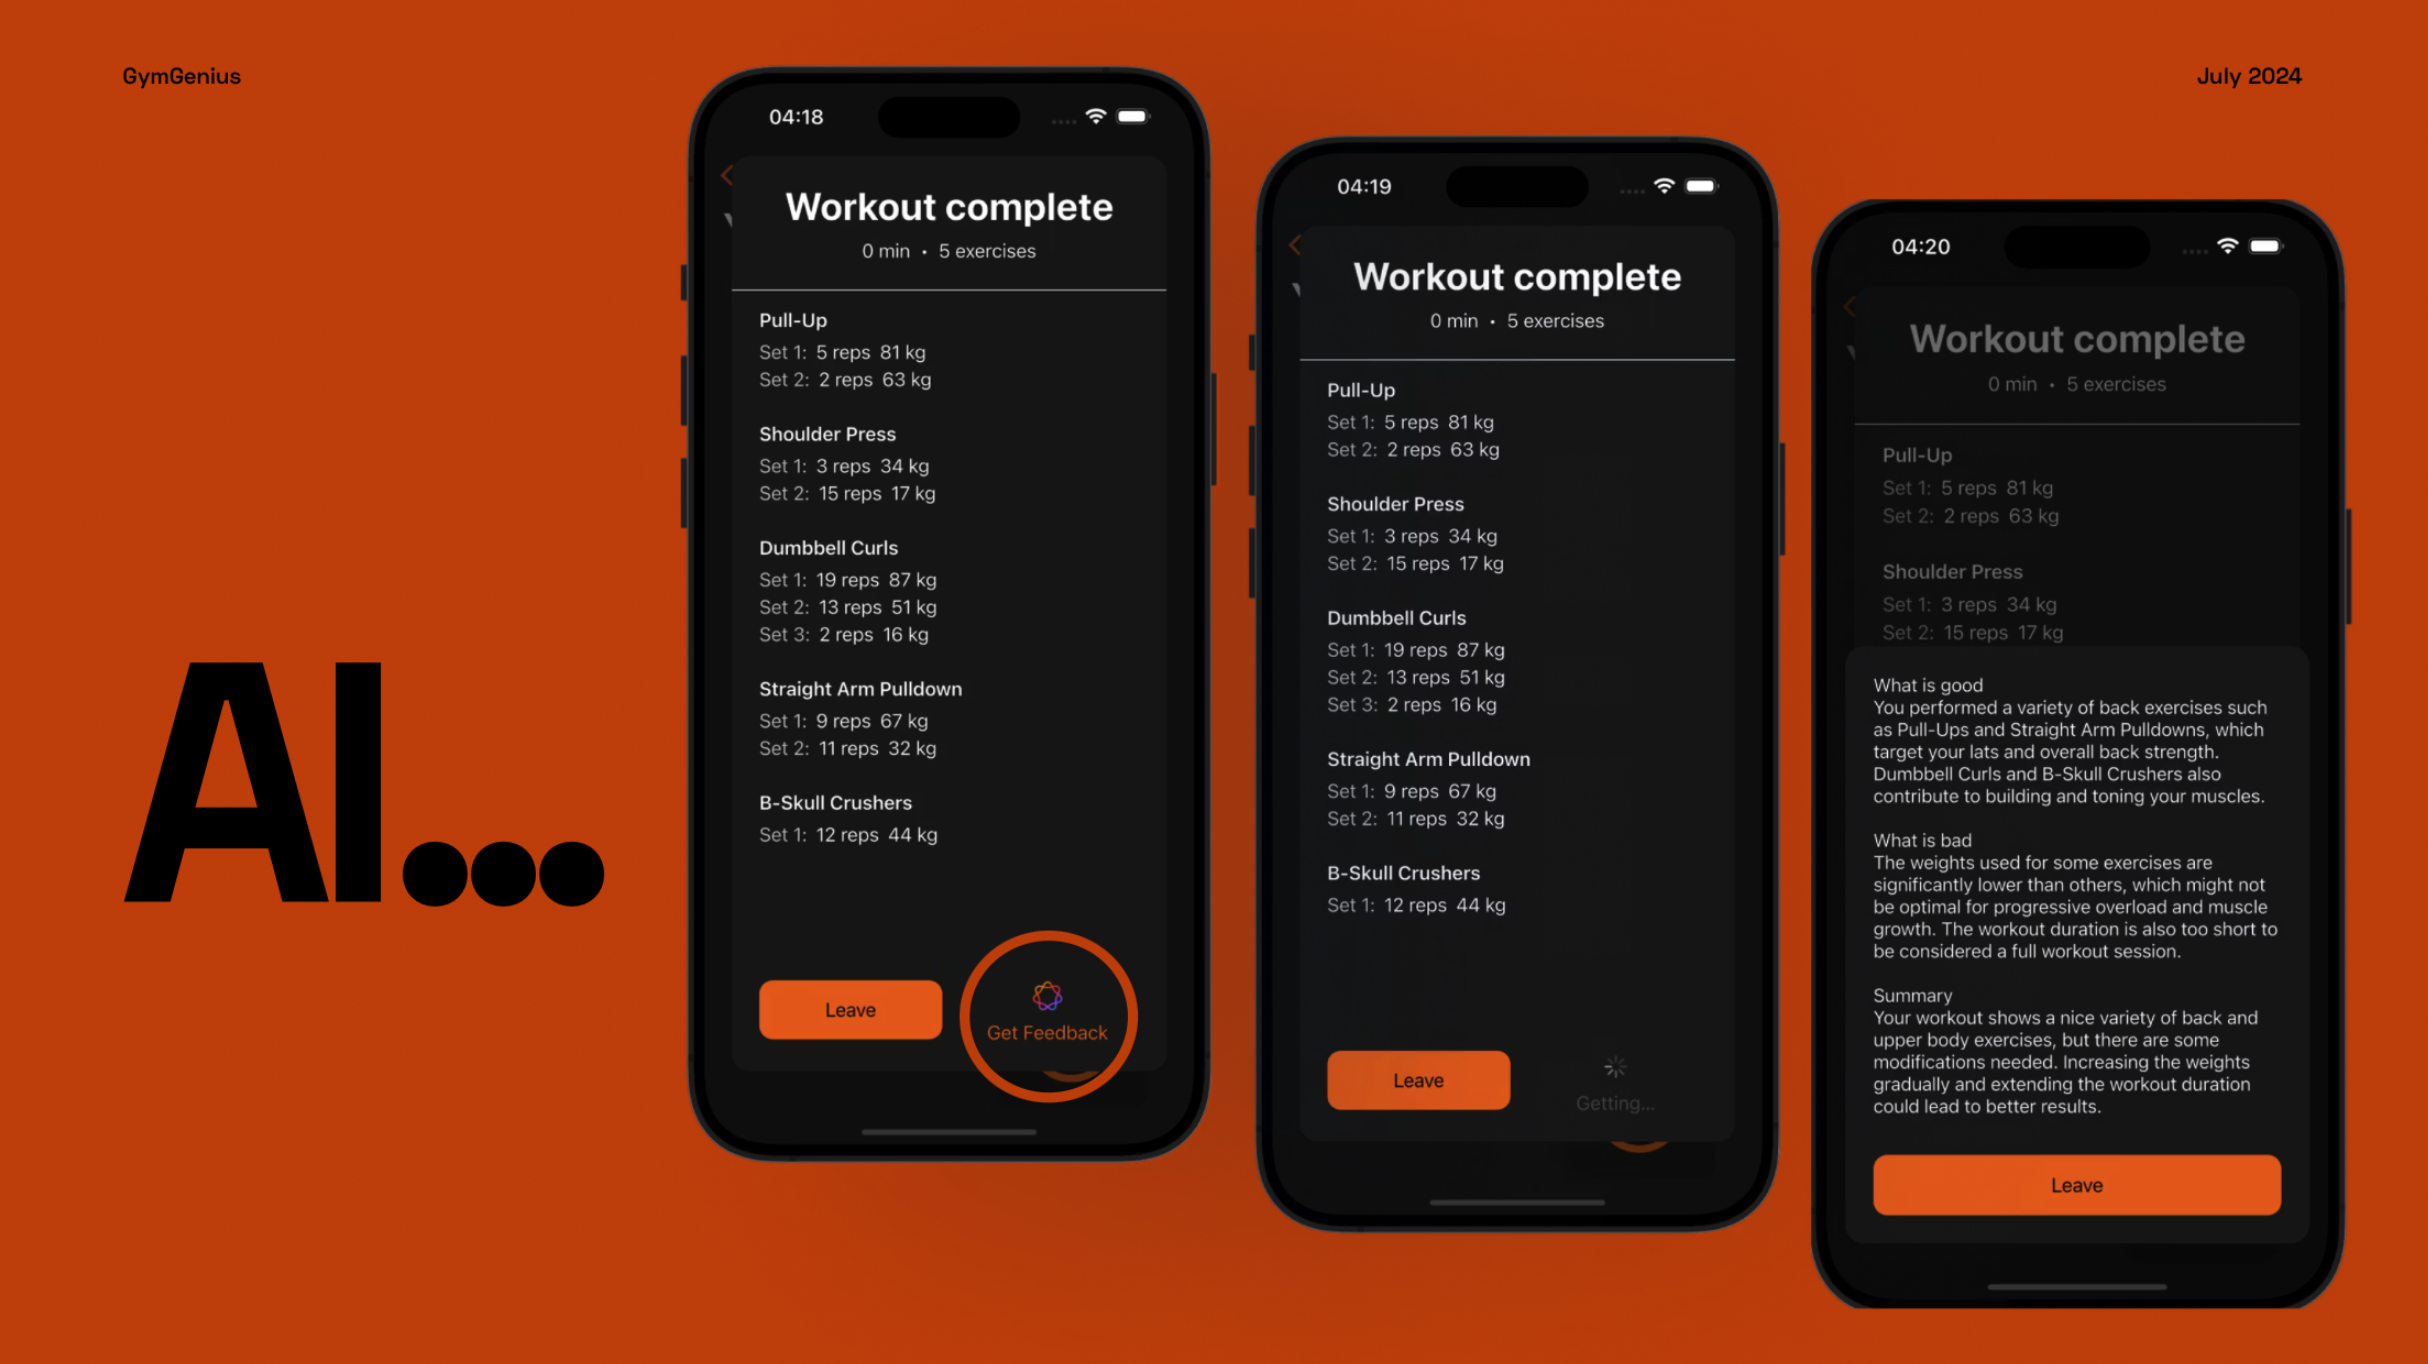 GymGenius
July 2024
AI...
04:18
Workout complete
0 min • 5 exercises
Pull-Up
Set 1: 5 reps 81 kg
Set 2: 2 reps 63 kg
Shoulder Press
Set 1: 3 reps 34 kg
Set 2: 15 reps 17 kg
Dumbbell Curls
Set 1: 19 reps 87 kg
Set 2: 13 reps 51 kg
Set 3: 2 reps 16 kg
Straight Arm Pulldown
Set 1: 9 reps 67 kg
Set 2: 11 reps 32 kg
B-Skull Crushers
Set 1: 12 reps 44 kg
Leave
Get Feedback
04:19
Workout complete
0 min • 5 exercises
Pull-Up
Set 1: 5 reps 81 kg
Set 2: 2 reps 63 kg
Shoulder Press
Set 1: 3 reps 34 kg
Set 2: 15 reps 17 kg
Dumbbell Curls
Set 1: 19 reps 87 kg
Set 2: 13 reps 51 kg
Set 3: 2 reps 16 kg
Straight Arm Pulldown
Set 1: 9 reps 67 kg
Set 2: 11 reps 32 kg
B-Skull Crushers
Set 1: 12 reps 44 kg
Leave
Getting...
04:20
Workout complete
0 min • 5 exercises
Pull-Up
Set 1: 5 reps 81 kg
Set 2: 2 reps 63 kg
Shoulder Press
Set 1: 3 reps 34 kg
Set 2: 15 reps 17 kg
What is good
You performed a variety of back exercises such
as Pull-Ups and Straight Arm Pulldowns, which
target your lats and overall back strength.
Dumbbell Curls and B-Skull Crushers also
contribute to building and toning your muscles.
What is bad
The weights used for some exercises are
significantly lower than others, which might not
be optimal for progressive overload and muscle
growth. The workout duration is also too short to
be considered a full workout session.
Summary
Your workout shows a nice variety of back and
upper body exercises, but there are some
modifications needed. Increasing the weights
gradually and extending the workout duration
could lead to better results.
Leave